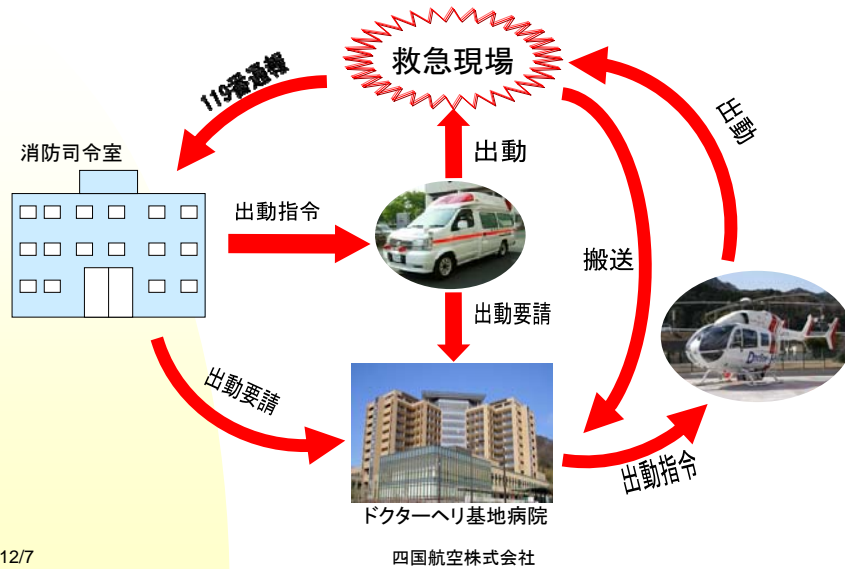 救急現場
119番通報
出動
消防司令室
出動
出動指令
搬送
出動要請
出動要請
出動指令
ドクターヘリ基地病院
12/7
四国航空株式会社